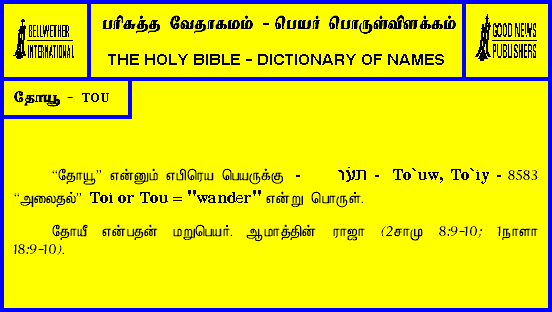 BELLWETHER
INTERNATIONAL
பரிசுத்த வேதாகமம் - பெயர் பொருள்விளக்கம்
THE HOLY BIBLE - DICTIONARY OF NAMES
GOOD NEWS
PUBLISHERS
தோயூ - TOU
“தோயூ” என்னும் எபிரெய பெயருக்கு - תֹּעוּ - To`uw, To`iy - 8583
“அலைதல்” Toi or Tou = "wander" என்று பொருள்.
தோயீ என்பதன் மறுபெயர். ஆமாத்தின் ராஜா (2சாமு 8:9-10; 1நாளா
18:9-10).